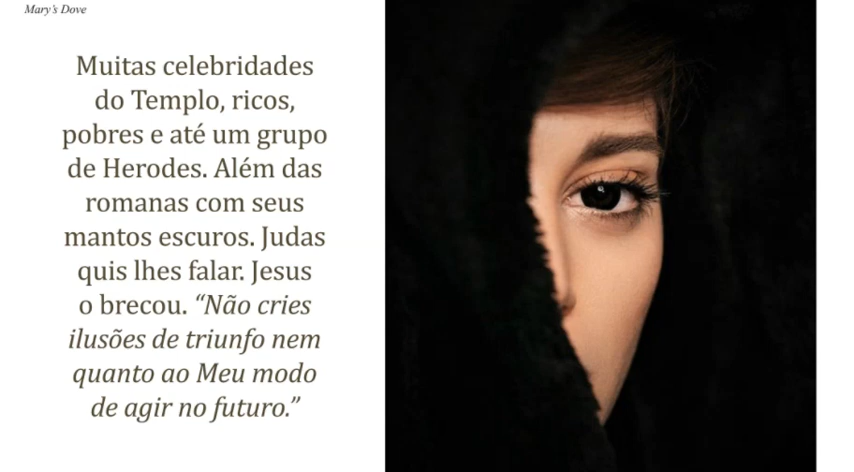 Mary's Dove
Muitas celebridades
do Templo, ricos,
pobres e até um grupo
de Herodes. Além das
romanas com seus
mantos escuros. Judas
quis lhes falar. Jesus
o brecou. “Não cries
ilusões de triunfo nem
quanto ao Meu modo
de agir no futuro.”